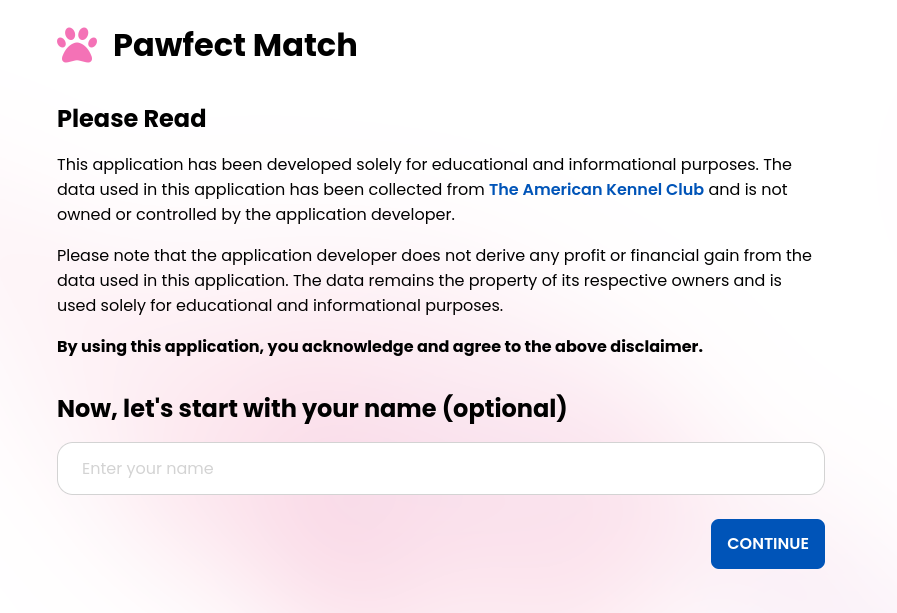 Pawfect Match
Please Read
This application has been developed solely for educational and informational purposes. The
data used in this application has been collected from The American Kennel Club and is not
owned or controlled by the application developer.
Please note that the application developer does not derive any profit or financial gain from the
data used in this application. The data remains the property of its respective owners and is
used solely for educational and informational purposes.
By using this application, you acknowledge and agree to the above disclaimer.
Now, let's start with your name (optional)
Enter your name
CONTINUE